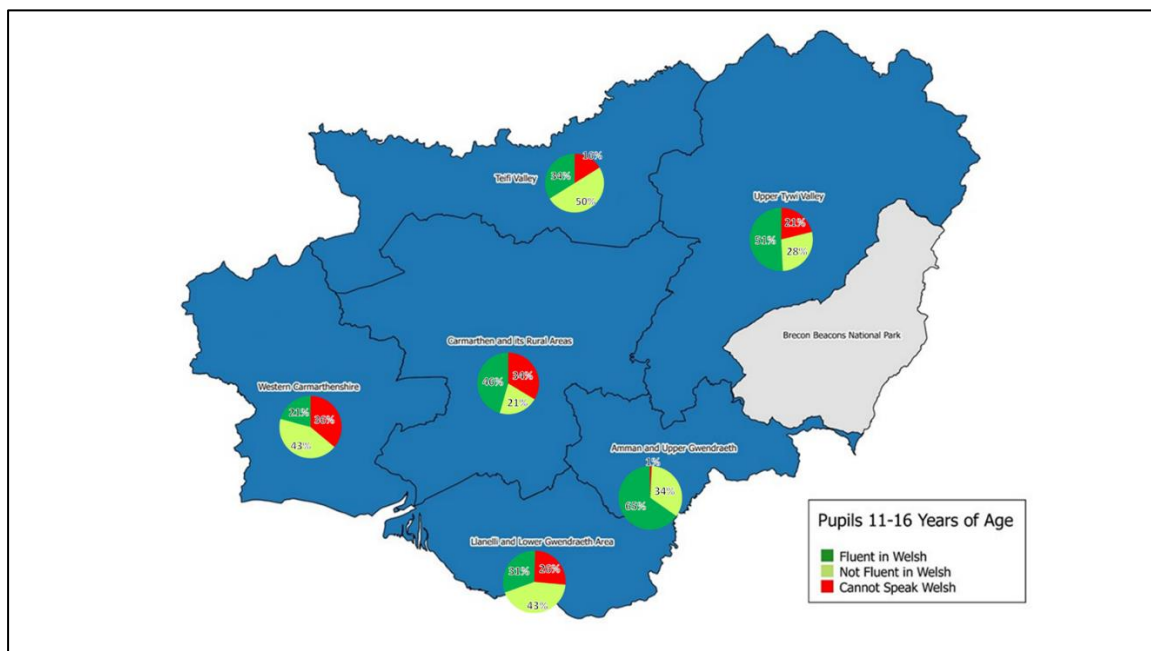 Teifi Valley
16%
34%
50%
Upper Tywi Valley
21%
51%
28%
Brecon Beacons National Park
Carmarthen and its Rural Areas
46%
34%
21%
Western Carmarthenshire
21%
36%
43%
Amman and Upper Gwendraeth
1%
34%
65%
Llanelli and Lower Gwendraeth Area
31%
26%
43%
Pupils 11-16 Years of Age
Fluent in Welsh
Not Fluent in Welsh
Cannot Speak Welsh